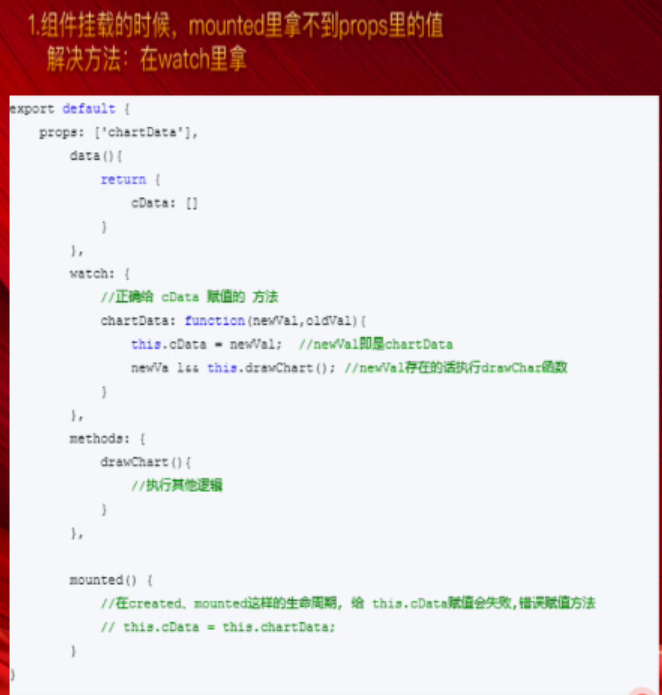 1.组件挂载的时候，mounted里拿不到props里的值
解决方法：在watch里拿
export default {
props: ['chartData'],
data(){
return {
cData: []
}
},
watch: {
//正确给 cData 赋值的 方法
chartData: function(newVal,oldVal){
this.cData = newVal;  //newVal即是chartData
newVa l&& this.drawChart(); //newVal存在的话执行drawChar函数
}
},
methods: {
drawChart(){
//执行其他逻辑
}
},
mounted() {
//在created、mounted这样的生命周期, 给 this.cData赋值会失败,错误赋值方法
// this.cData = this.chartData;
}
}